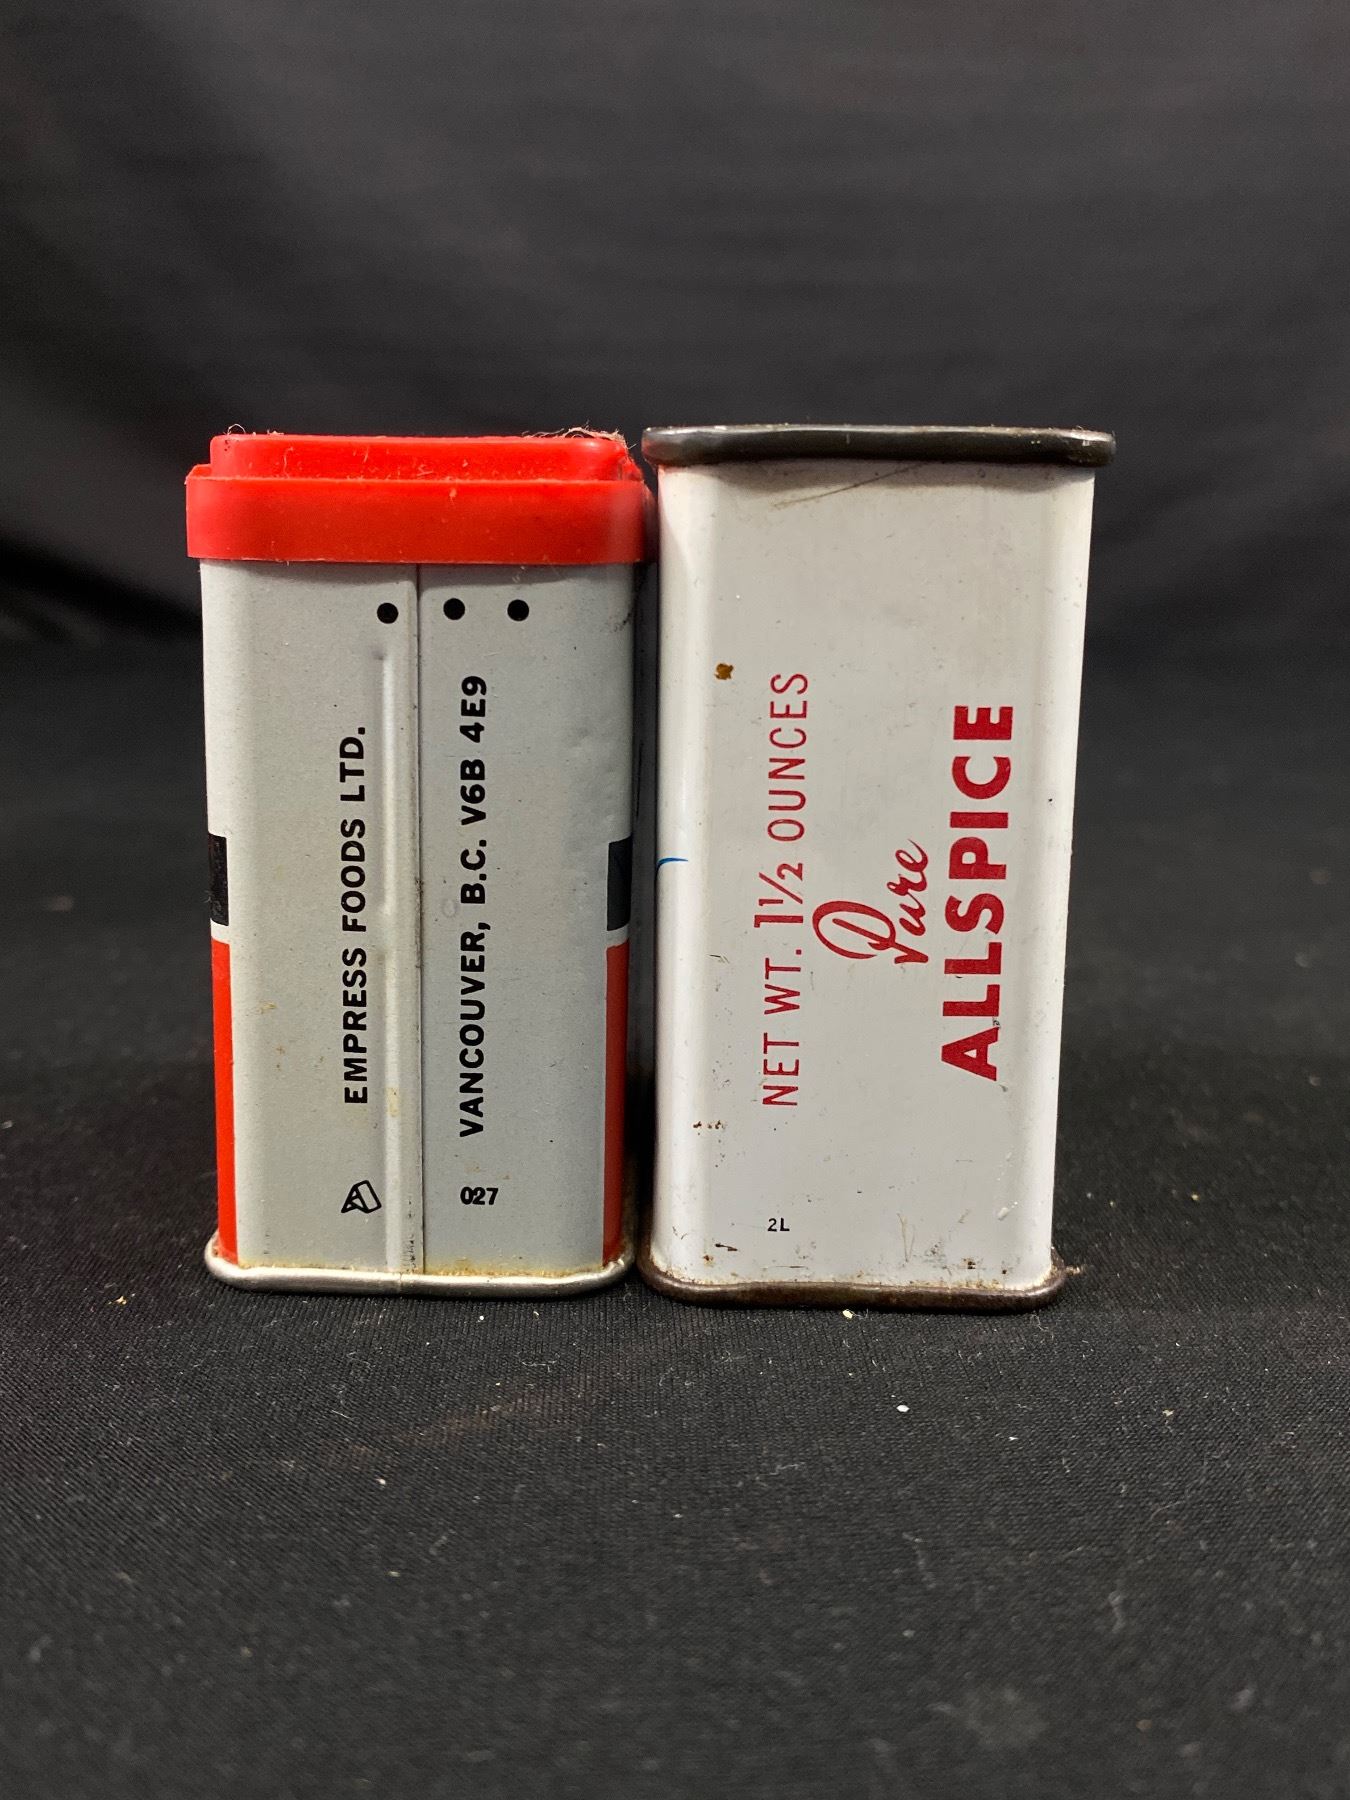 EMPRESS FOODS LTD.
VANCOUVER, B.C. V6B 4E9
027
NET WT. 1½ OUNCES
Pure
ALLSPICE
2L